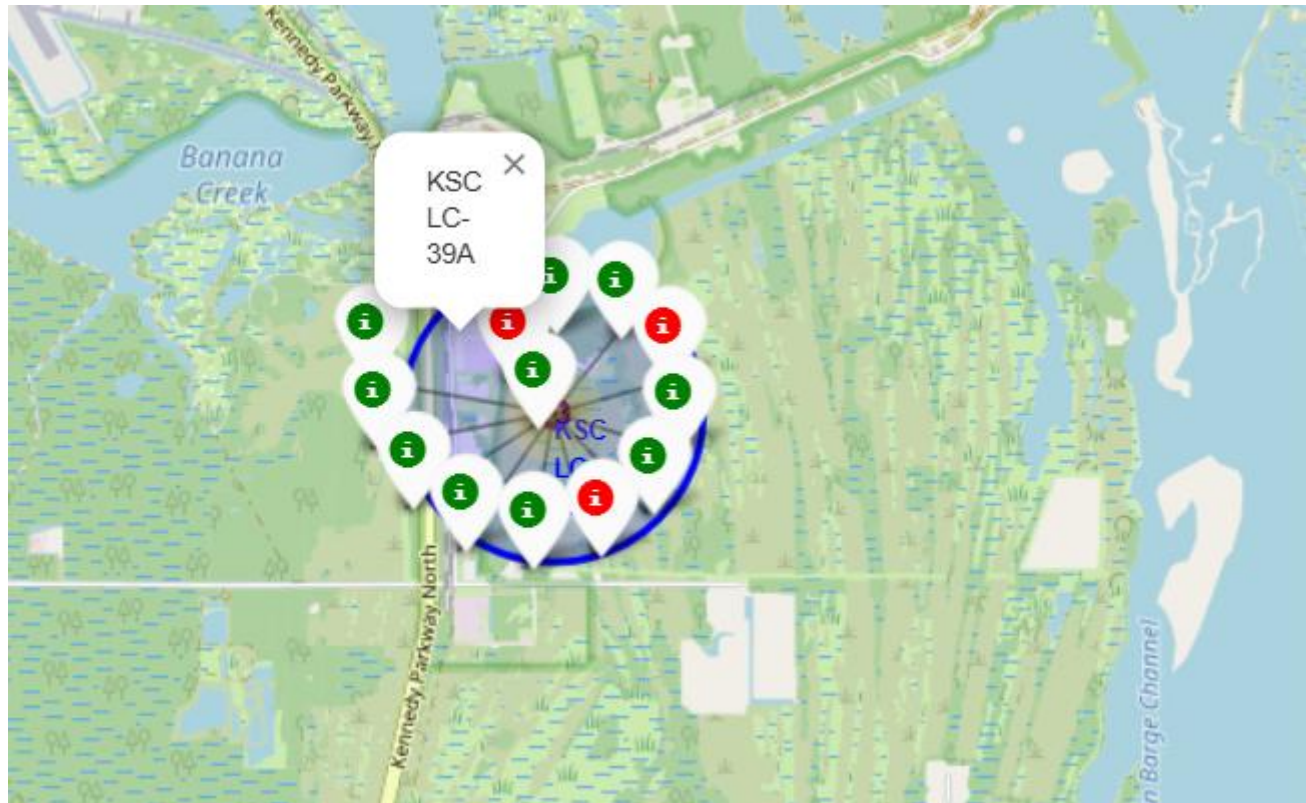 Kennedy Parkway N
Banana
Creek
KSC
LC-
39A
×
i
i
i
i
i
i
i
i
i
i
i
i
i
KSC
LC
Kennedy Parkway North
Barge Channel